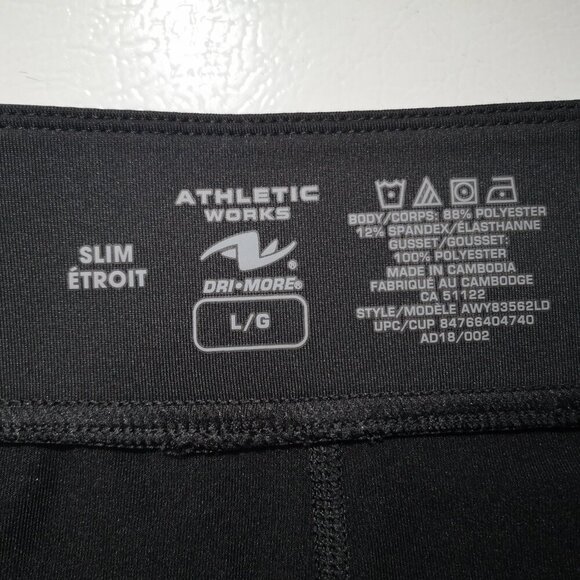 SLIM
ÉTROIT
ATHLETIC
WORKS
DRI•MORE®
L/G
BODY/CORPS: 88% POLYESTER
12% SPANDEX/ÉLASTHANNE
GUSSET/GOUSSET:
100% POLYESTER
MADE IN CAMBODIA
FABRIQUÉ AU CAMBODGE
CA 51122
STYLE/MODÈLE AWY83562LD
UPC/CUP 84766404740
AD18/002